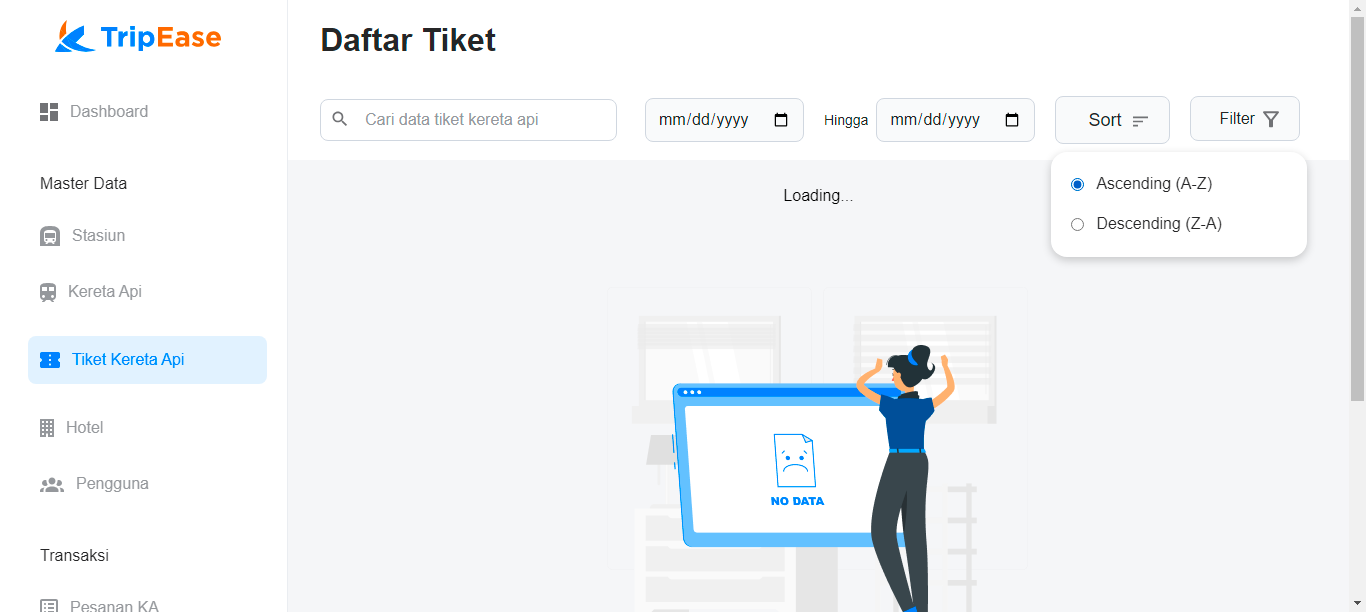 TripEase
Dashboard
Master Data
Stasiun
Kereta Api
Tiket Kereta Api
Hotel
Pengguna
Transaksi
Pesanan KA
Daftar Tiket
Cari data tiket kereta api
mm/dd/yyyy
Hingga
mm/dd/yyyy
Sort
Filter
Ascending (A-Z)
Descending (Z-A)
Loading...
NO DATA